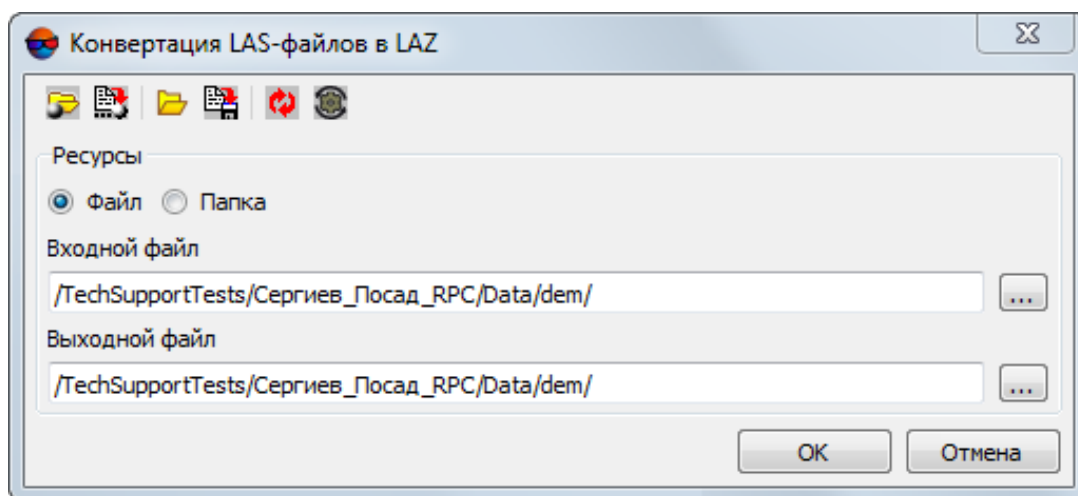 Конвертация LAS-файлов в LAZ
Ресурсы
Файл Папка
Входной файл
/TechSupportTests/Сергиев_Посад_RPC/Data/dem/ ...
Выходной файл
/TechSupportTests/Сергиев_Посад_RPC/Data/dem/ ...
OK Отмена